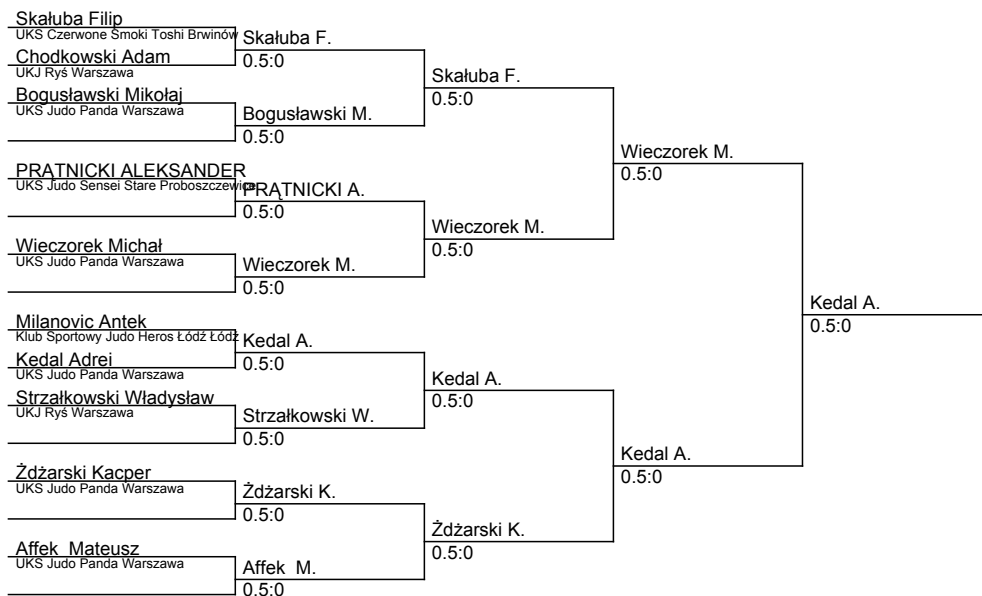 Skałuba Filip
UKS Czerwone Smoki Toshi Brwinów
Chodkowski Adam
UKJ Ryś Warszawa
Bogusławski Mikołaj
UKS Judo Panda Warszawa
PRĄTNICKI ALEKSANDER
UKS Judo Sensei Stare Proboszczewice
Wieczorek Michał
UKS Judo Panda Warszawa
Milanovic Antek
Klub Sportowy Judo Heros Łódź Łódź
Kedal Adrei
UKS Judo Panda Warszawa
Strzałkowski Władysław
UKJ Ryś Warszawa
Żdżarski Kacper
UKS Judo Panda Warszawa
Affek  Mateusz
UKS Judo Panda Warszawa
Skałuba F.
0.5:0
Bogusławski M.
0.5:0
PRĄTNICKI A.
0.5:0
Wieczorek M.
0.5:0
Kedal A.
0.5:0
Strzałkowski W.
0.5:0
Żdżarski K.
0.5:0
Affek  M.
0.5:0
Skałuba F.
0.5:0
Wieczorek M.
0.5:0
Kedal A.
0.5:0
Żdżarski K.
0.5:0
Wieczorek M.
0.5:0
Kedal A.
0.5:0
Kedal A.
0.5:0